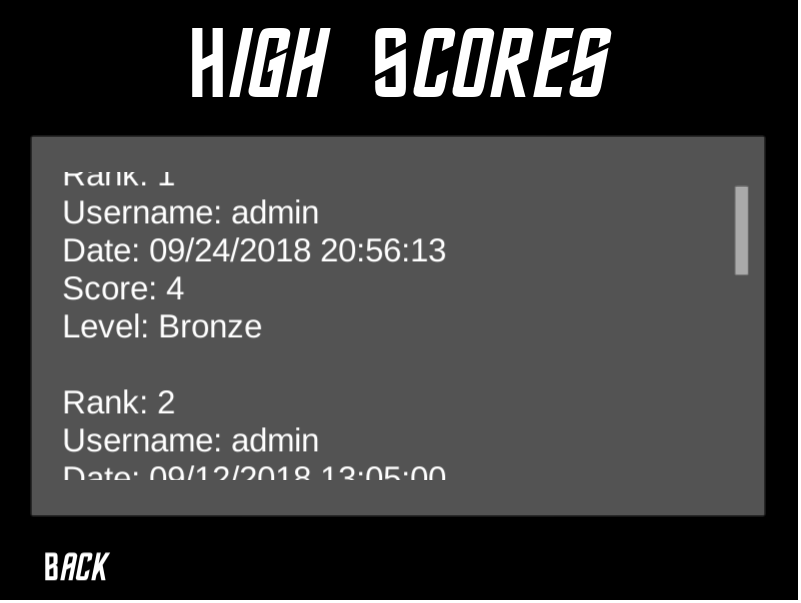 HIGH SCORES
Rank: 1
Username: admin
Date: 09/24/2018 20:56:13
Score: 4
Level: Bronze
Rank: 2
Username: admin
Date: 09/12/2018 13:05:00
BACK